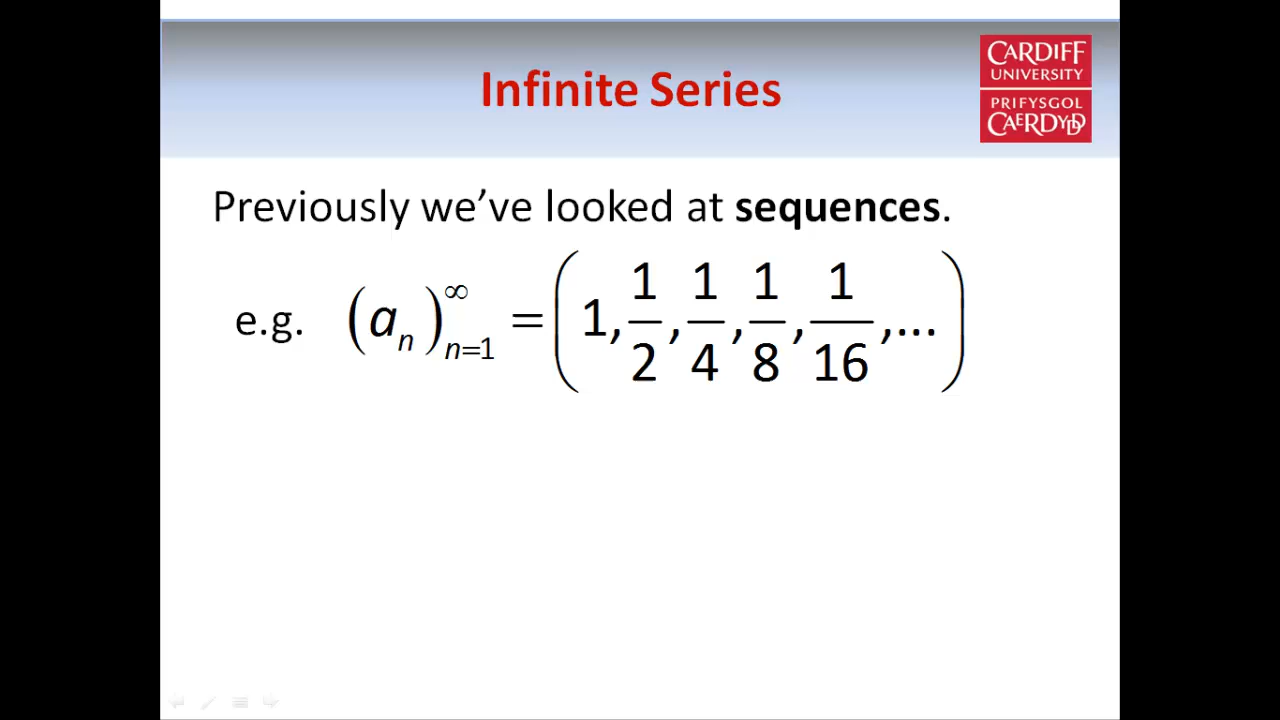 Infinite Series
CARDIFF
UNIVERSITY
PRIFYSGOL
CAERDYDD
Previously we’ve looked at sequences.
e.g. (aₙ)ₙ₌₁^∞ = (1, 1/2, 1/4, 1/8, 1/16, ...)